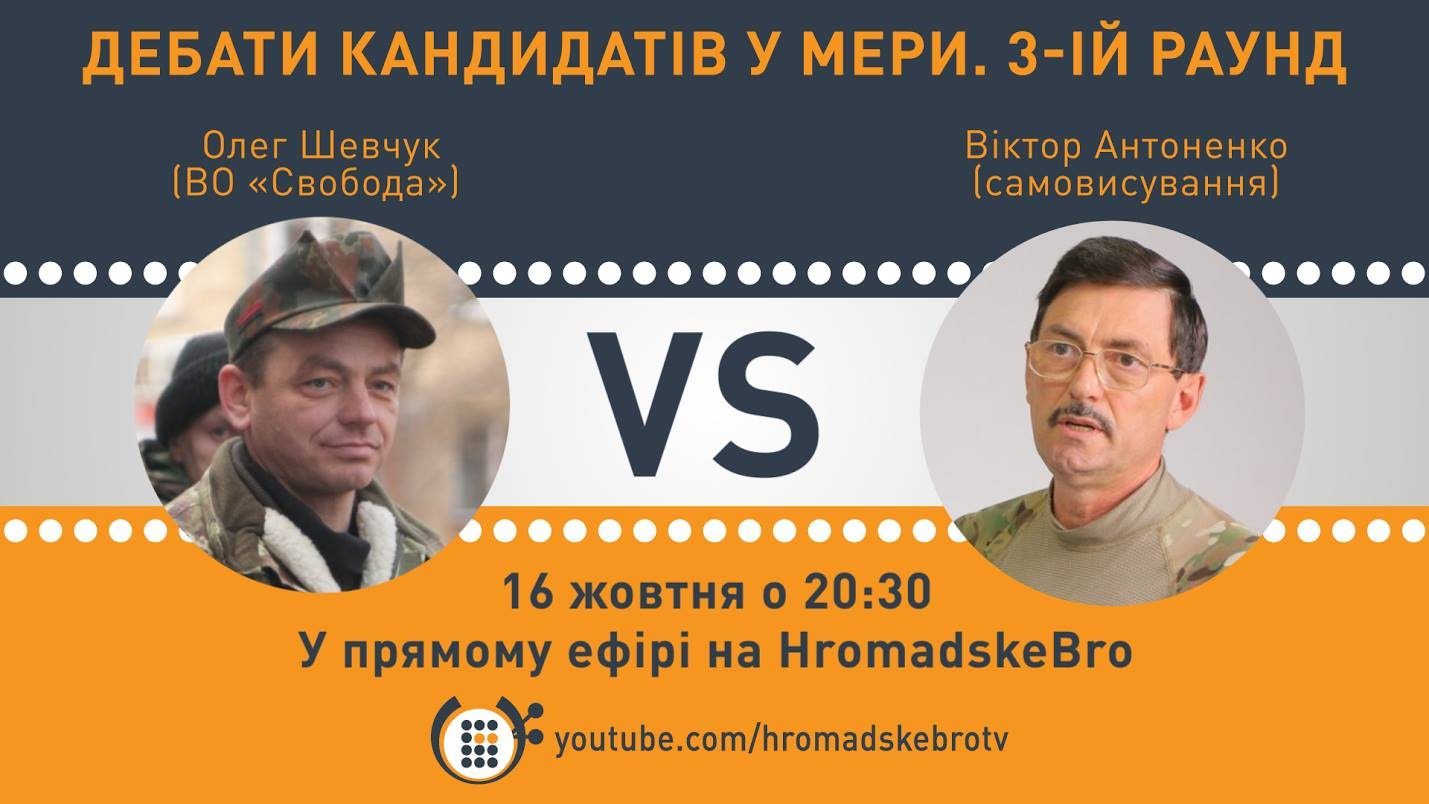 ДЕБАТИ КАНДИДАТІВ У МЕРИ. 3-ІЙ РАУНД
Олег Шевчук
(ВО «Свобода»)
Віктор Антоненко
(самовисування)
VS
16 жовтня о 20:30
У прямому ефірі на HromadskeBro
youtube.com/hromadskebrotv